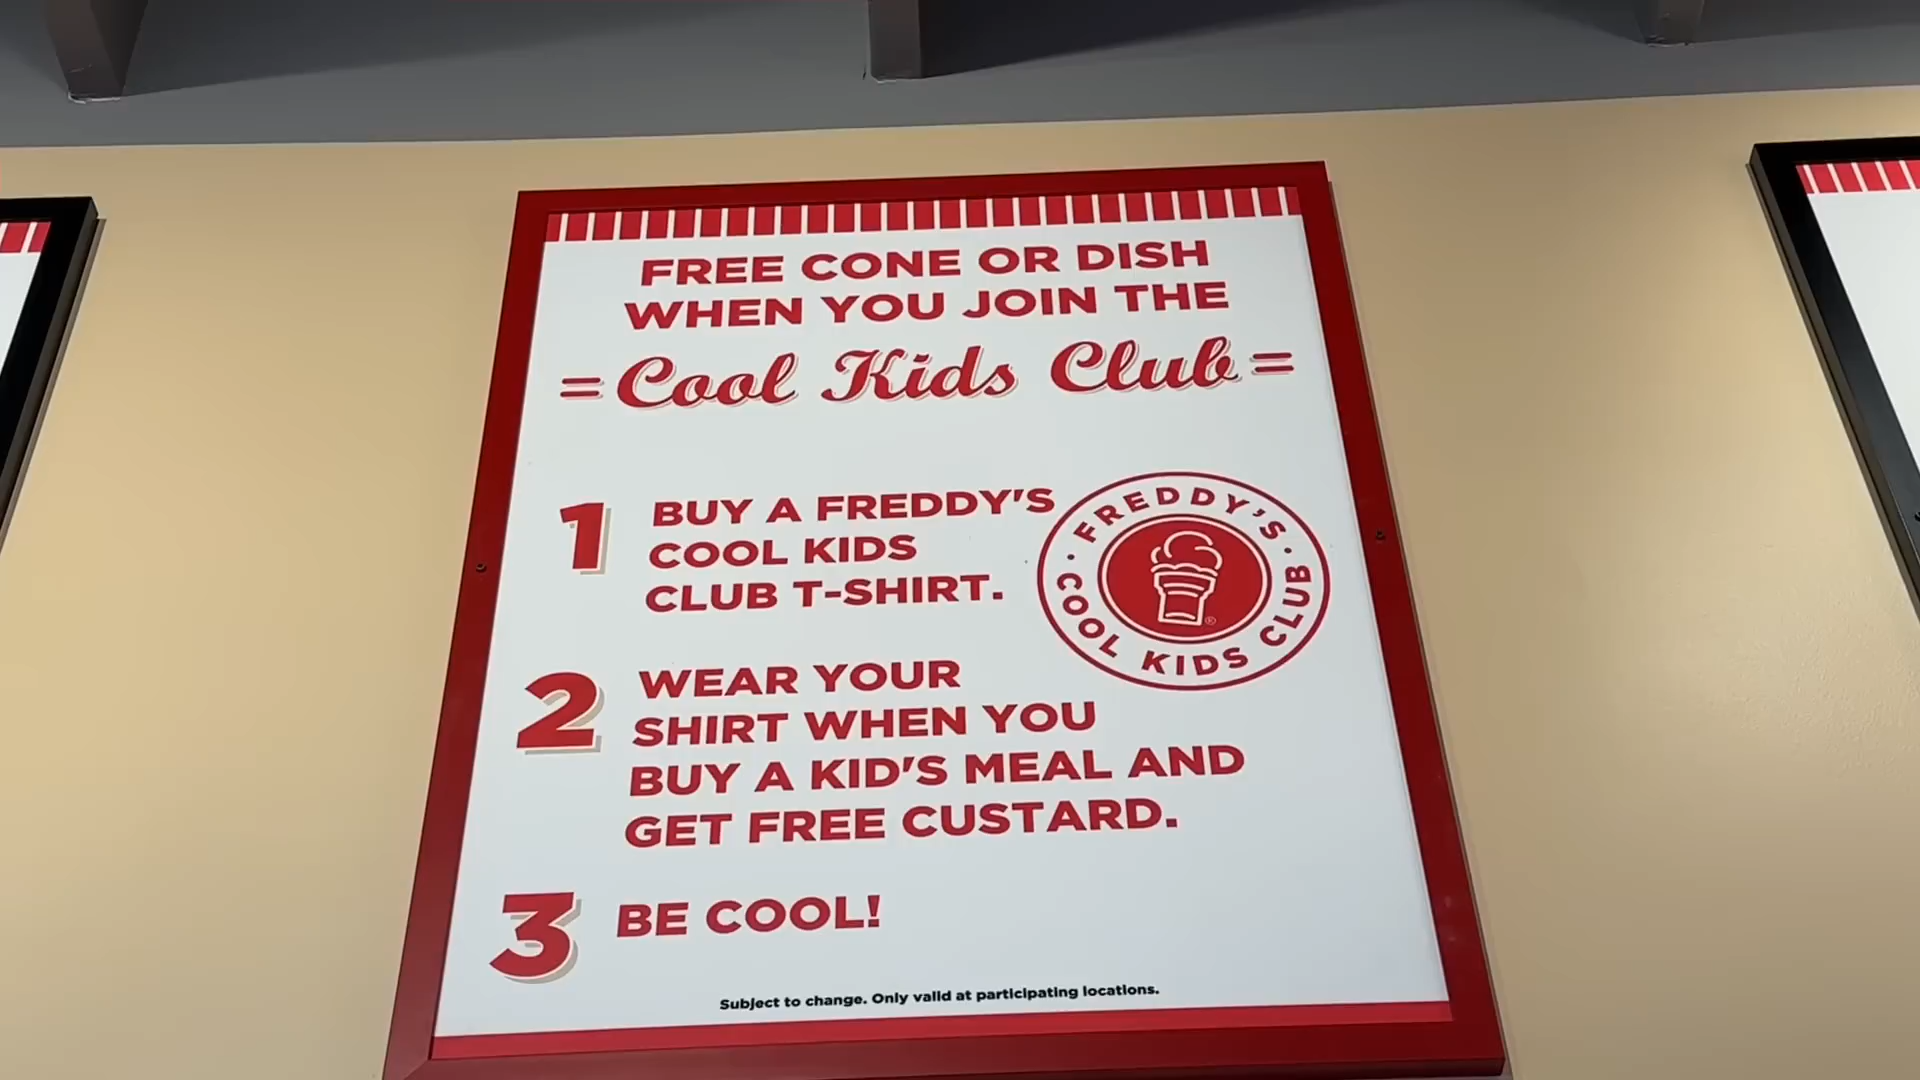 FREE CONE OR DISH
WHEN YOU JOIN THE
=Cool Kids Club=
1 BUY A FREDDY'S
COOL KIDS
CLUB T-SHIRT.
· FREDDY'S ·
COOL KIDS CLUB
®
2 WEAR YOUR
SHIRT WHEN YOU
BUY A KID'S MEAL AND
GET FREE CUSTARD.
3 BE COOL!
Subject to change. Only valid at participating locations.